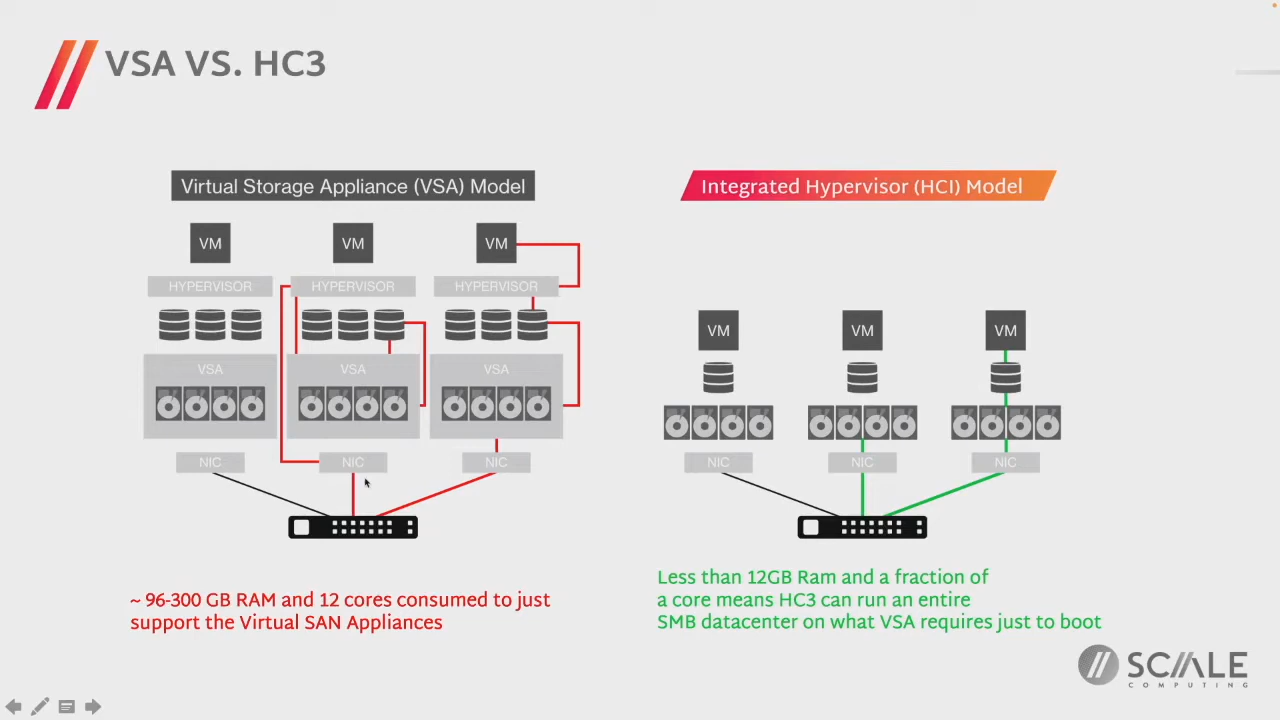 VSA VS. HC3
Virtual Storage Appliance (VSA) Model
VM VM VM
HYPERVISOR HYPERVISOR HYPERVISOR
VSA VSA VSA
NIC NIC NIC
~ 96-300 GB RAM and 12 cores consumed to just
support the Virtual SAN Appliances
Integrated Hypervisor (HCI) Model
VM VM VM
NIC NIC NIC
Less than 12GB Ram and a fraction of
a core means HC3 can run an entire
SMB datacenter on what VSA requires just to boot
SCALE
COMPUTING